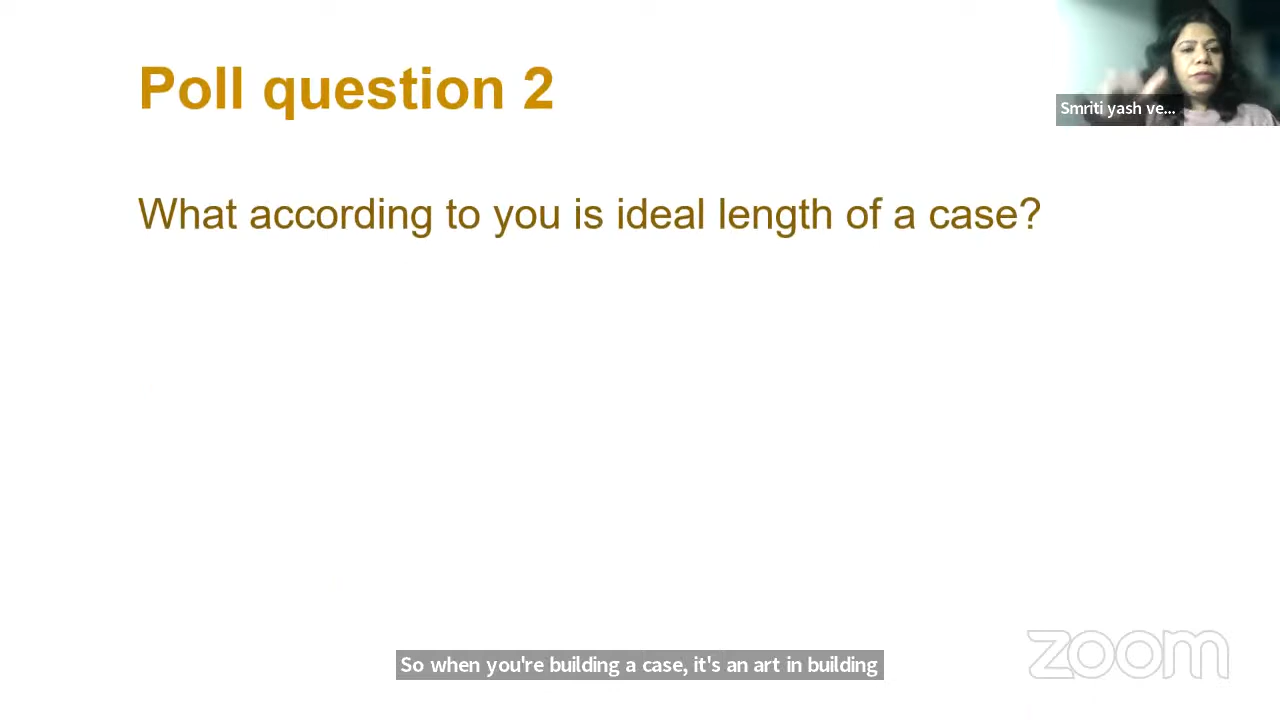 Poll question 2
Smriti yash ve...
What according to you is ideal length of a case?
So when you're building a case, it's an art in building
zoom